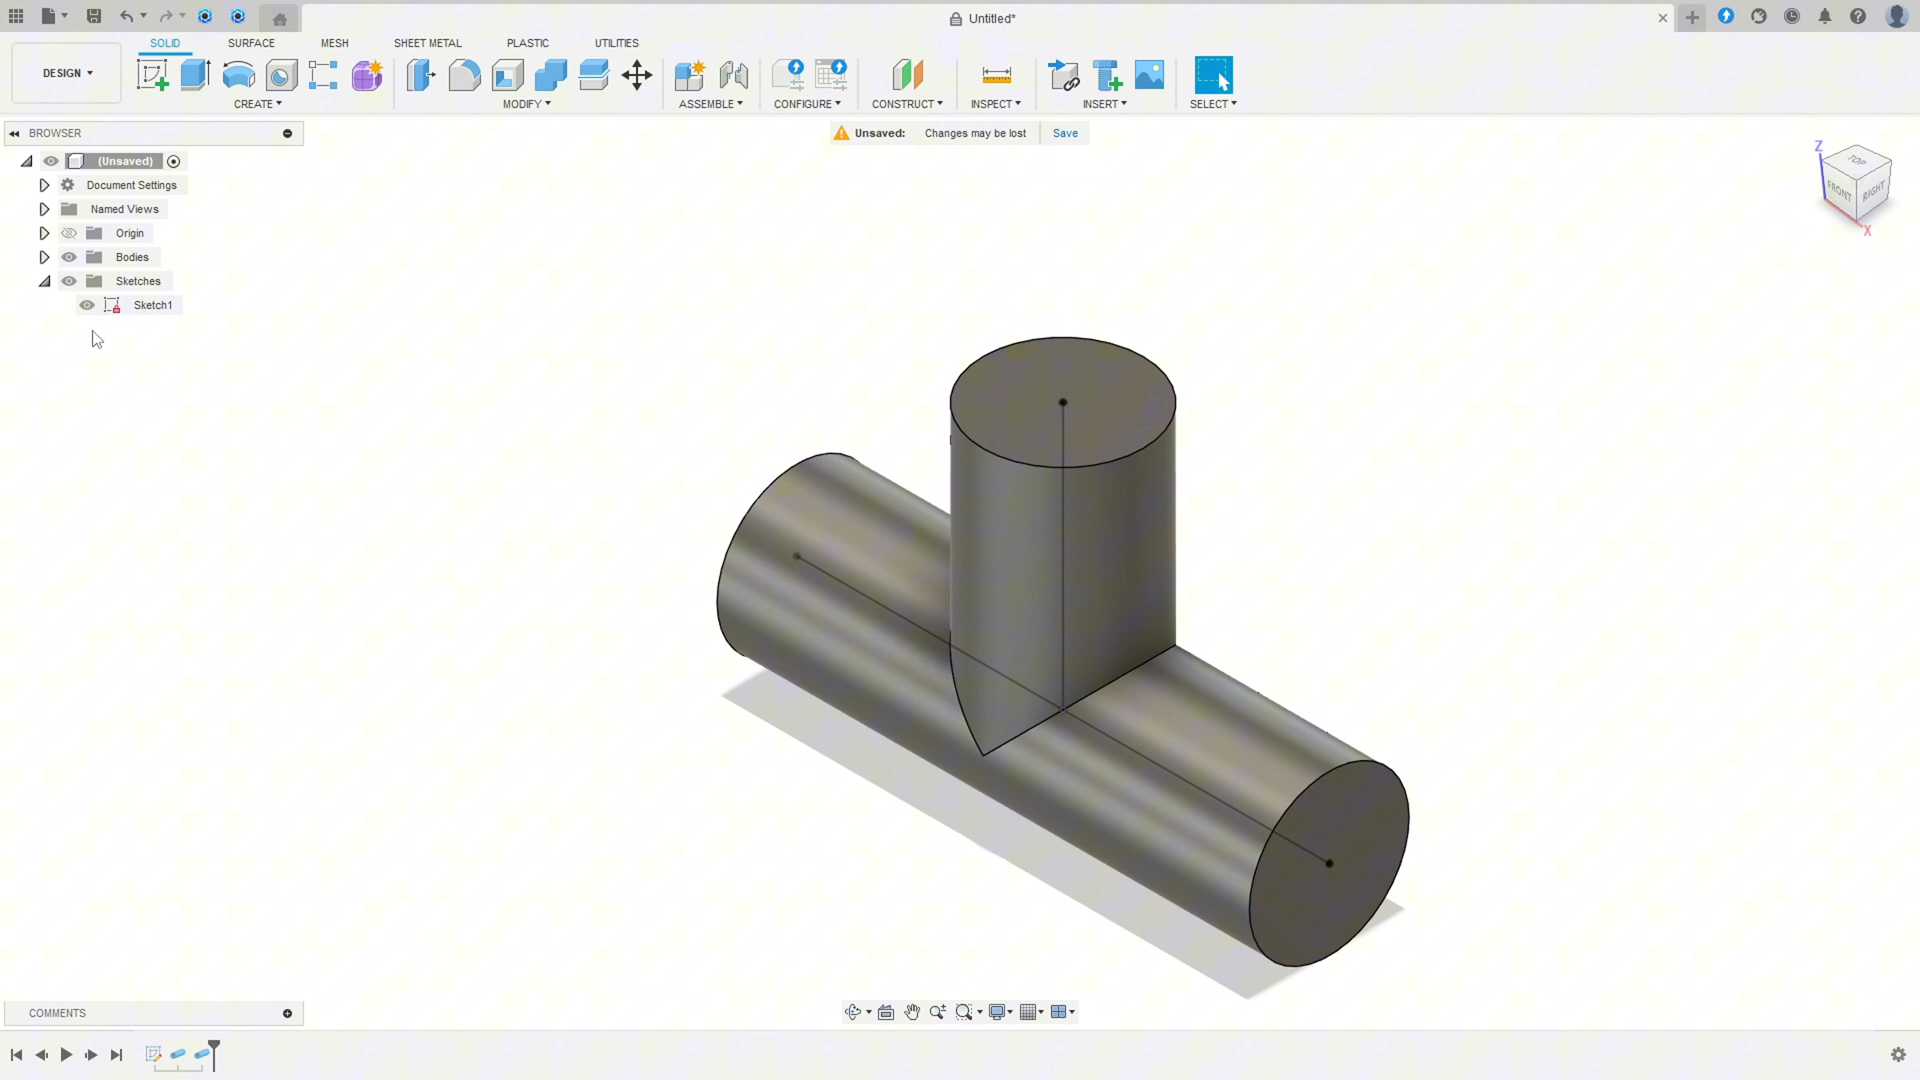 Untitled*
SOLID SURFACE MESH SHEET METAL PLASTIC UTILITIES
DESIGN
CREATE MODIFY ASSEMBLE CONFIGURE CONSTRUCT INSPECT INSERT SELECT
BROWSER
Unsaved: Changes may be lost Save
(Unsaved)
Document Settings
Named Views
Origin
Bodies
Sketches
Sketch1
Z
TOP
FRONT RIGHT
X
COMMENTS